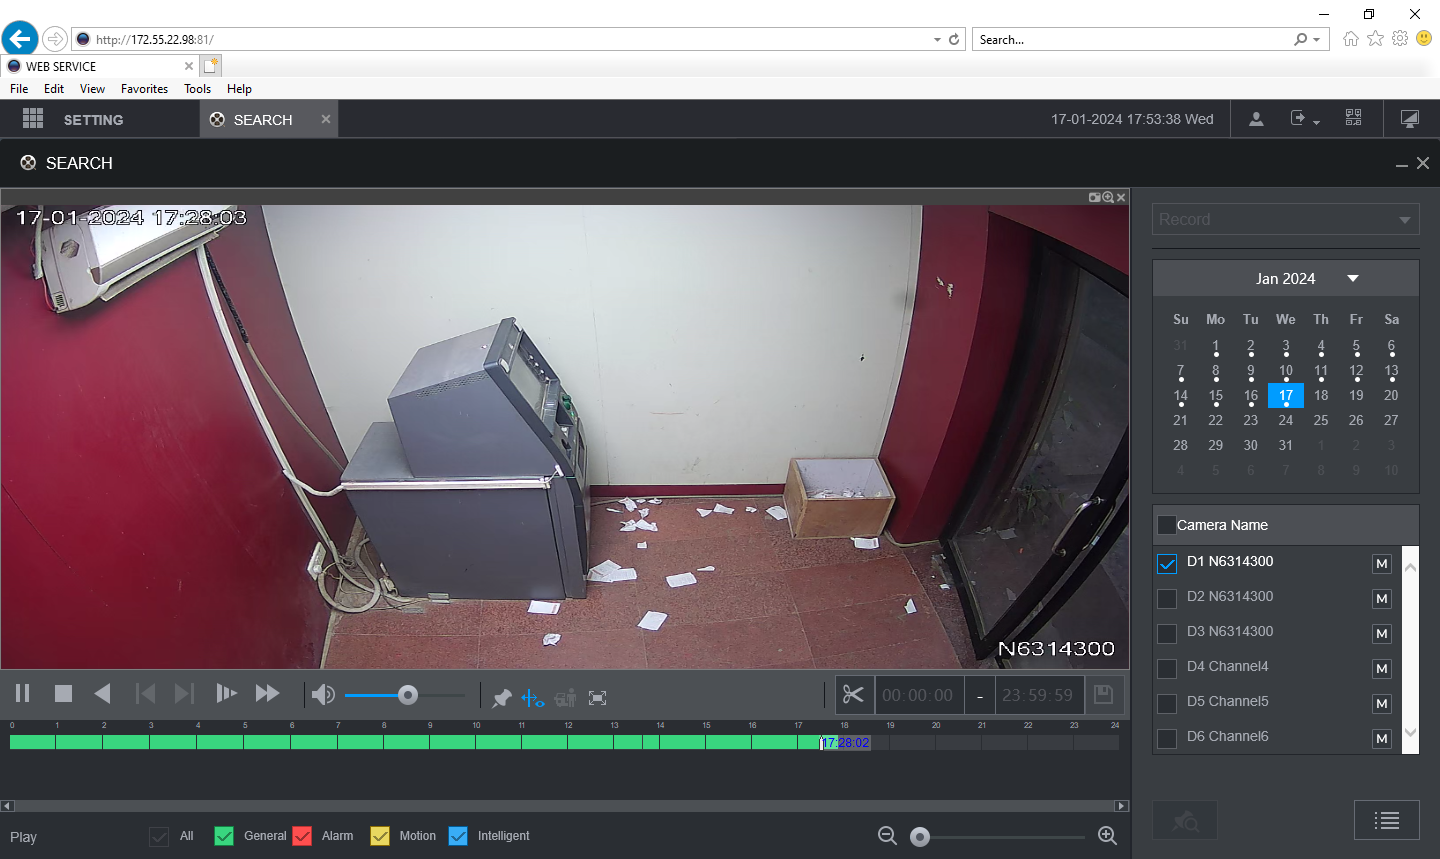 http://172.55.22.98:81/
Search...
WEB SERVICE
File Edit View Favorites Tools Help
SETTING
SEARCH
17-01-2024 17:53:38 Wed
SEARCH
17-01-2024 17:28:03
N6314300
Record
Jan 2024
Su Mo Tu We Th Fr Sa
31 1 2 3 4 5 6
7 8 9 10 11 12 13
14 15 16 17 18 19 20
21 22 23 24 25 26 27
28 29 30 31 1 2 3
4 5 6 7 8 9 10
Camera Name
D1 N6314300 M
D2 N6314300 M
D3 N6314300 M
D4 Channel4 M
D5 Channel5 M
D6 Channel6 M
00:00:00 - 23:59:59
0 1 2 3 4 5 6 7 8 9 10 11 12 13 14 15 16 17 18 19 20 21 22 23 24
17:28:02
Play All General Alarm Motion Intelligent